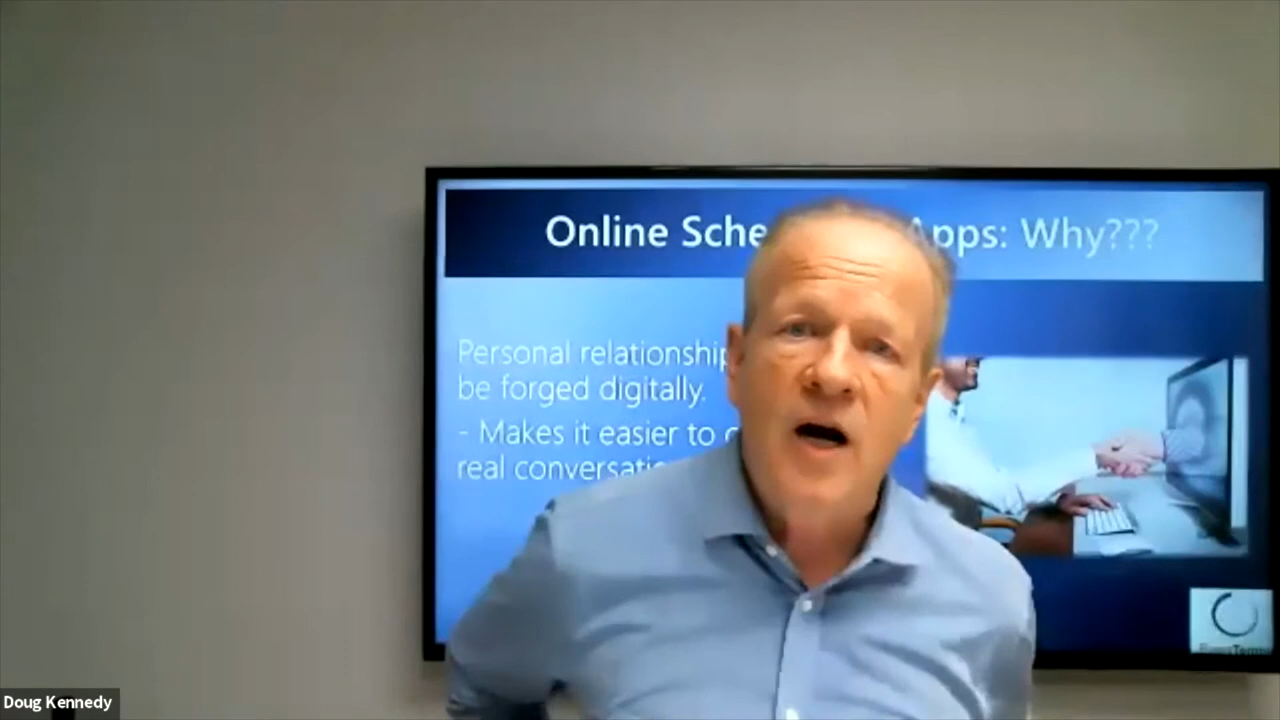 Online Sche Apps: Why???
Personal relationship
be forged digitally.
- Makes it easier to
real conversati
Doug Kennedy